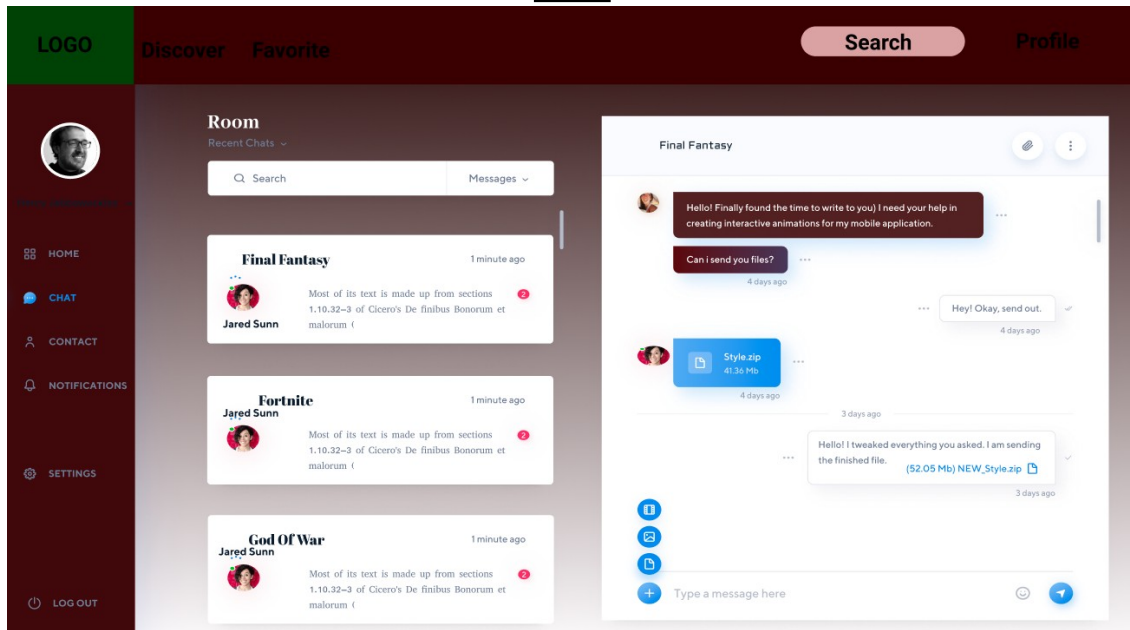 LOGO
Discover Favorite
Search
Profile
HOME
CHAT
CONTACT
NOTIFICATIONS
SETTINGS
LOG OUT
Room
Recent Chats
Search Messages
Final Fantasy 1 minute ago
Most of its text is made up from sections 2
1.10.32–3 of Cicero's De finibus Bonorum et
Jared Sunn malorum (
Fortnite 1 minute ago
Jared Sunn
Most of its text is made up from sections 2
1.10.32–3 of Cicero's De finibus Bonorum et
malorum (
God Of War 1 minute ago
Jared Sunn
Most of its text is made up from sections 2
1.10.32–3 of Cicero's De finibus Bonorum et
malorum (
Final Fantasy
Hello! Finally found the time to write to you) I need your help in
creating interactive animations for my mobile application.
Can i send you files?
4 days ago
Hey! Okay, send out.
4 days ago
Style.zip
41.36 Mb
4 days ago
3 days ago
Hello! I tweaked everything you asked. I am sending
the finished file.
(52.05 Mb) NEW_Style.zip
3 days ago
Type a message here